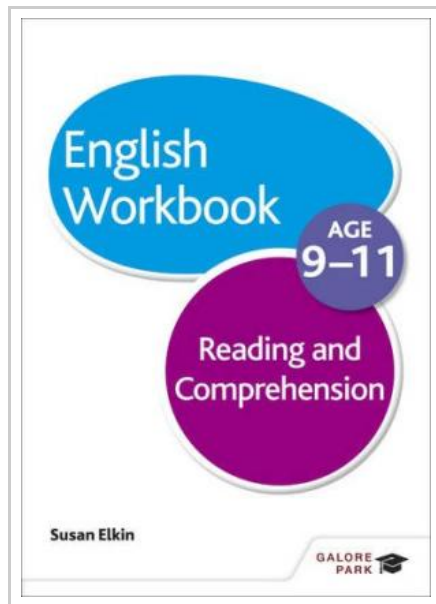 English
Workbook
AGE
9–11
Reading and
Comprehension
Susan Elkin
GALORE
PARK